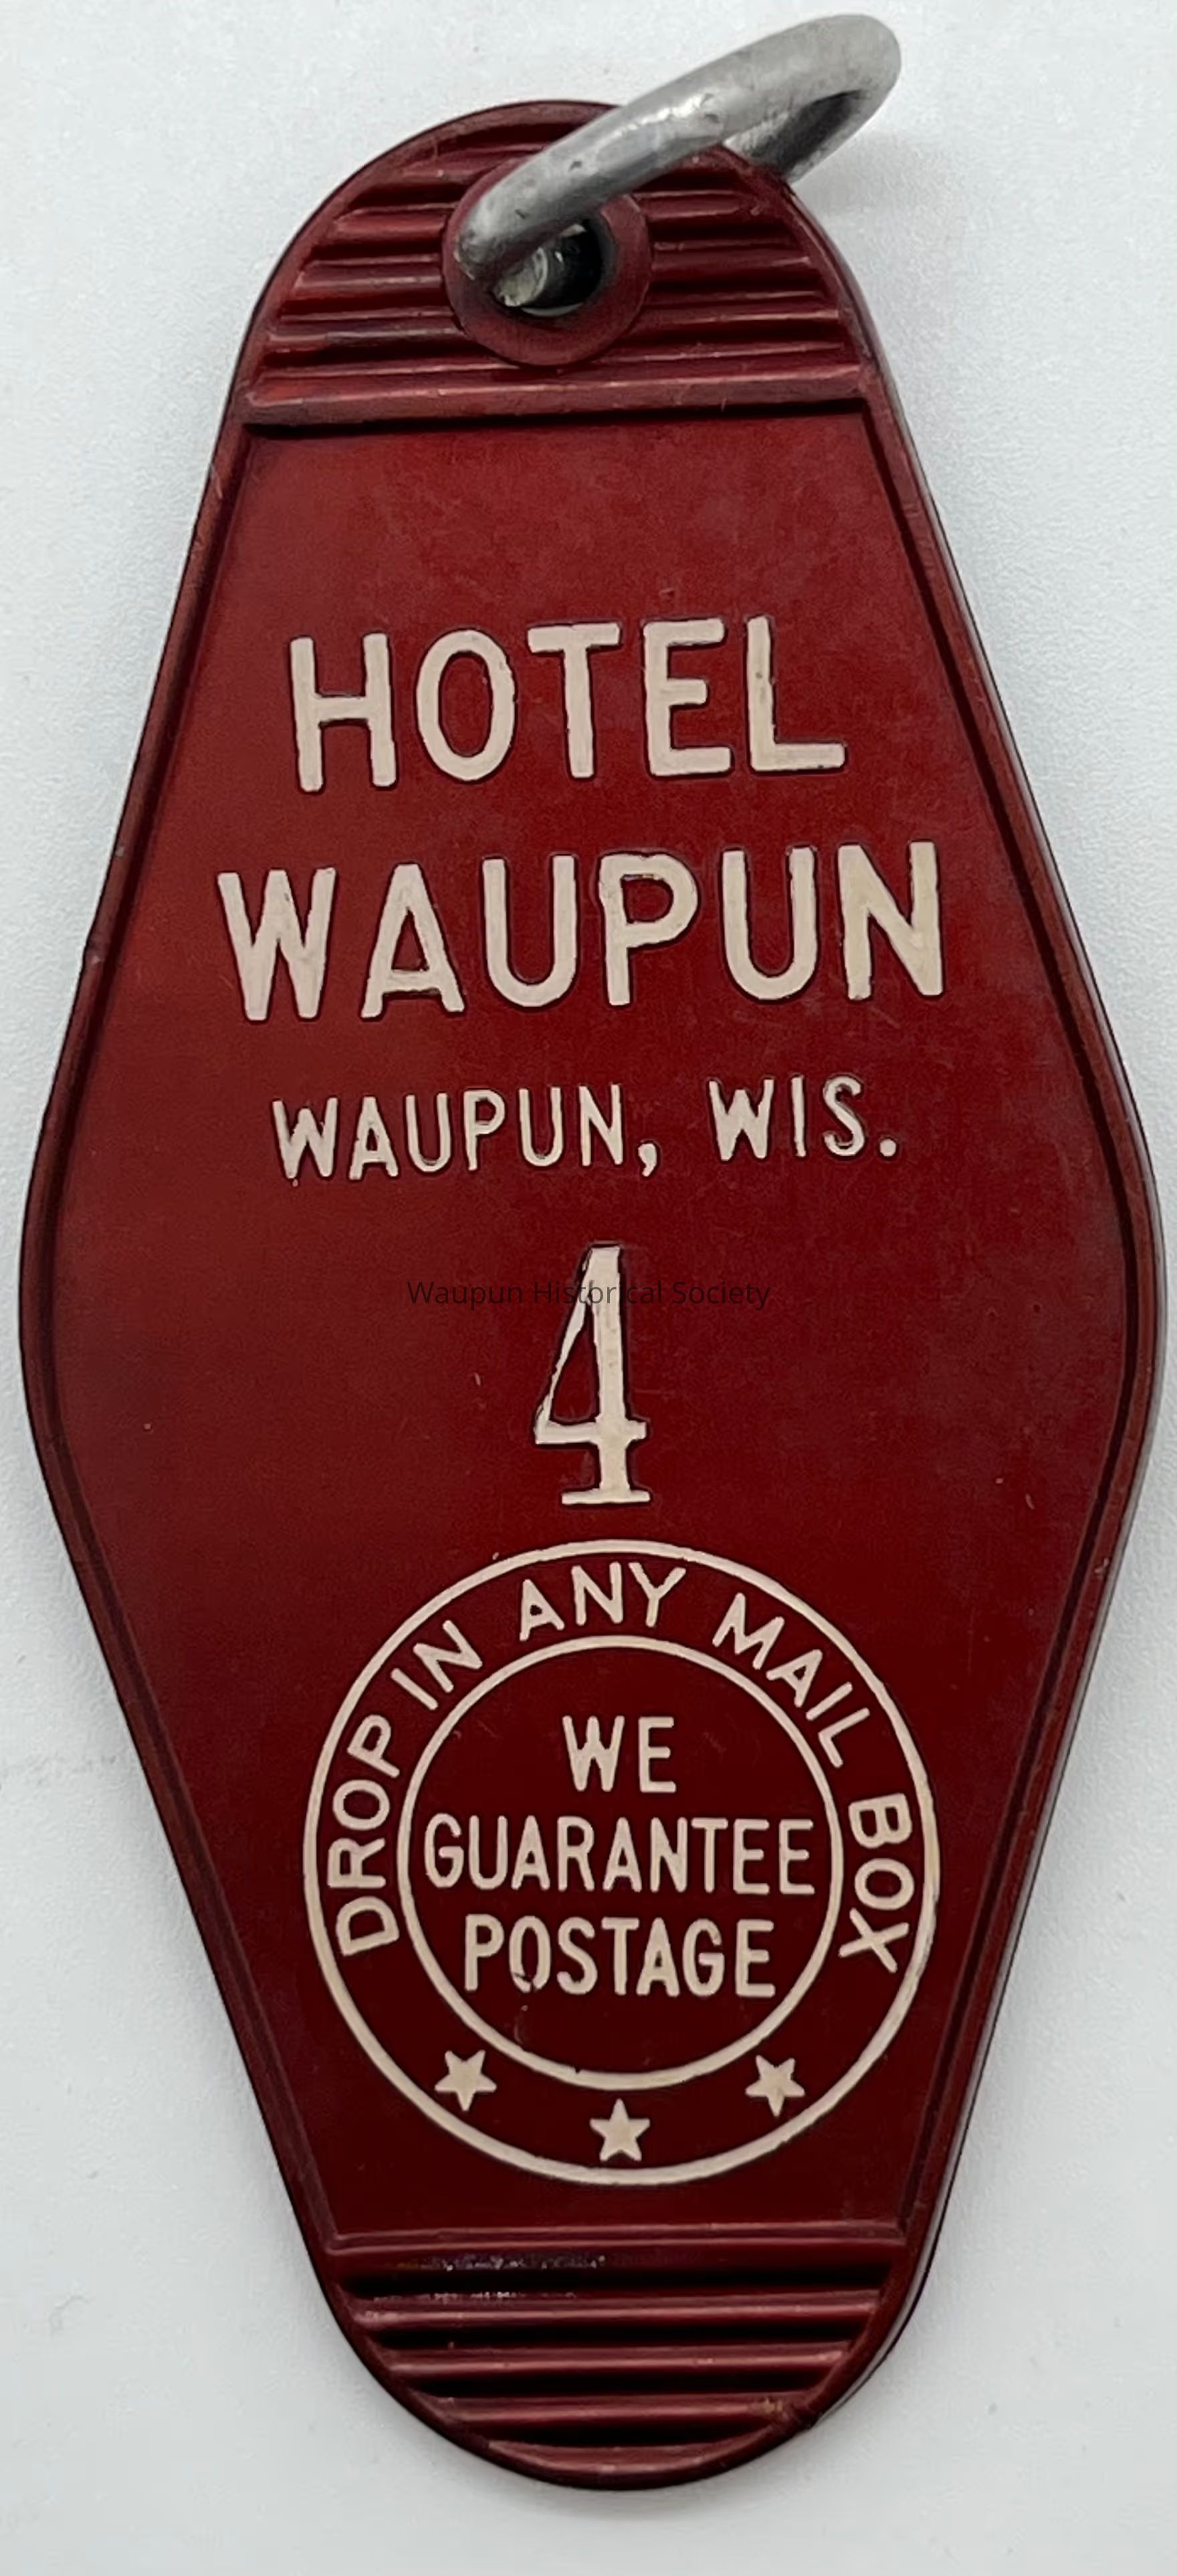 HOTEL
WAUPUN
WAUPUN, WIS.
Waupun Historical Society
4
DROP IN ANY MAIL BOX
WE
GUARANTEE
POSTAGE